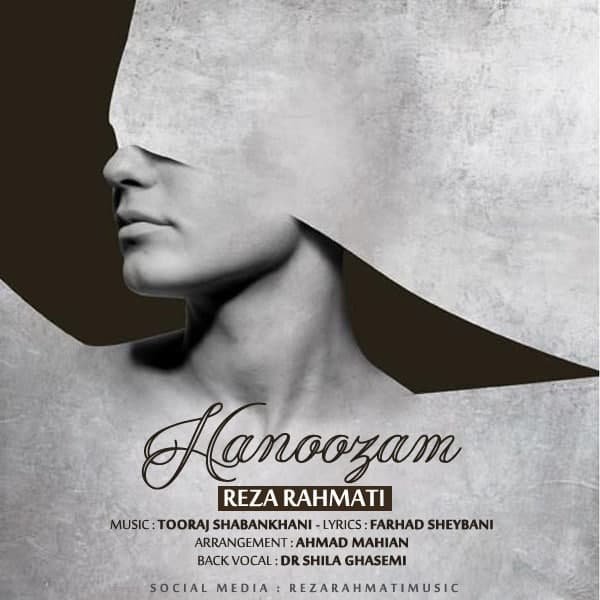 Hanoozam
REZA RAHMATI
MUSIC : TOORAJ SHABANKHANI - LYRICS : FARHAD SHEYBANI
ARRANGEMENT : AHMAD MAHIAN
BACK VOCAL : DR SHILA GHASEMI
SOCIAL MEDIA : REZARAHMATIMUSIC